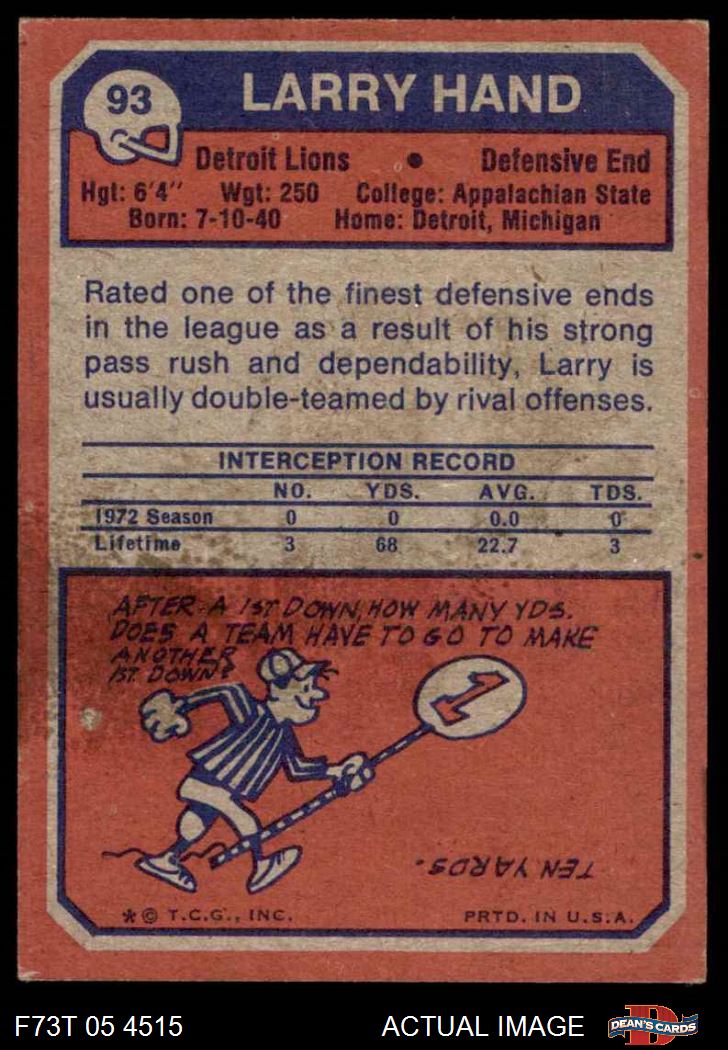 93
LARRY HAND
Detroit Lions • Defensive End
Hgt: 6'4" Wgt: 250 College: Appalachian State
Born: 7-10-40 Home: Detroit, Michigan
Rated one of the finest defensive ends
in the league as a result of his strong
pass rush and dependability, Larry is
usually double-teamed by rival offenses.
INTERCEPTION RECORD
NO. YDS. AVG. TDS.
1972 Season 0 0 0.0 0
Lifetime 3 68 22.7 3
AFTER A 1ST DOWN, HOW MANY YDS.
DOES A TEAM HAVE TO GO TO MAKE
ANOTHER
1ST DOWN?
1
TEN YARDS.
* © T.C.G., INC. PRTD. IN U.S.A.
F73T 05 4515 ACTUAL IMAGE D DEAN'S CARDS